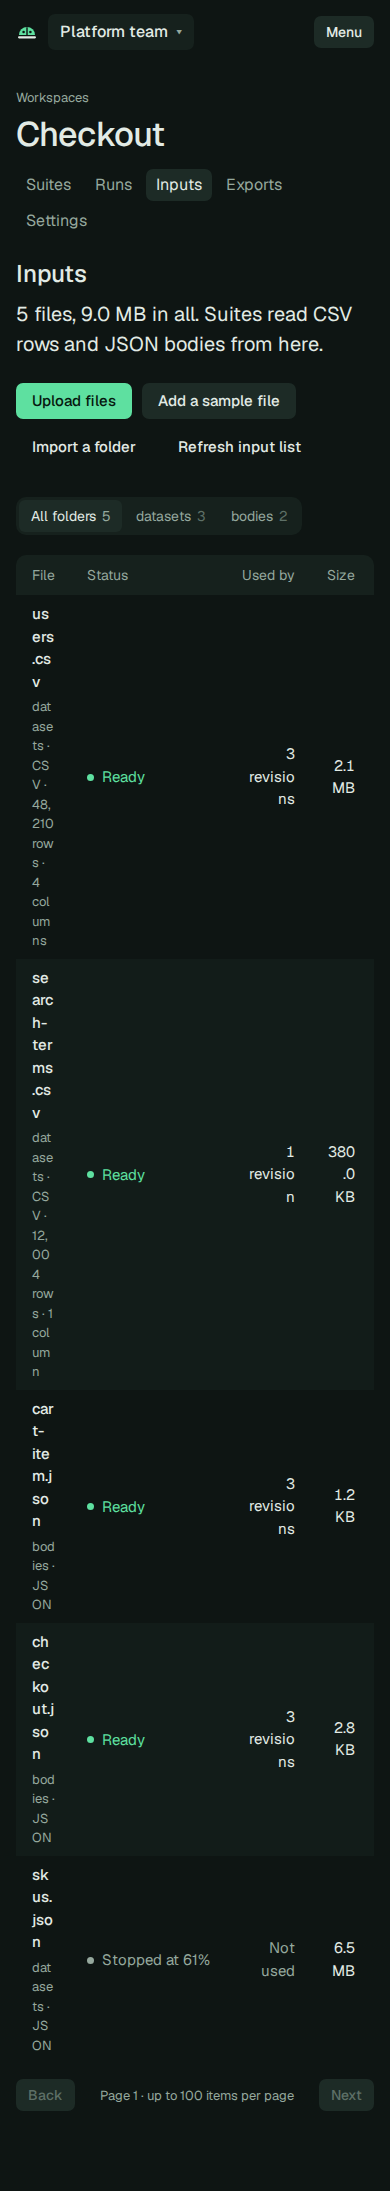 Platform team
Menu
Workspaces
Checkout
Suites Runs Inputs Exports
Settings
Inputs
5 files, 9.0 MB in all. Suites read CSV
rows and JSON bodies from here.
Upload files Add a sample file
Import a folder Refresh input list
All folders 5 datasets 3 bodies 2
File Status Used by Size
us
ers
.cs
v
dat
ase
ts ·
CS
V ·
48,
210
row
s ·
4
col
um
ns
Ready
3
revisio
ns
2.1
MB
se
arc
h-
ter
ms
.cs
v
dat
ase
ts ·
CS
V ·
12,
00
4
row
s · 1
col
um
n
Ready
1
revisio
n
380
.0
KB
car
t-
ite
m.j
so
n
bod
ies ·
JS
ON
Ready
3
revisio
ns
1.2
KB
ch
ec
ko
ut.j
so
n
bod
ies ·
JS
ON
Ready
3
revisio
ns
2.8
KB
sk
us.
jso
n
dat
ase
ts ·
JS
ON
Stopped at 61%
Not
used
6.5
MB
Back Page 1 · up to 100 items per page Next